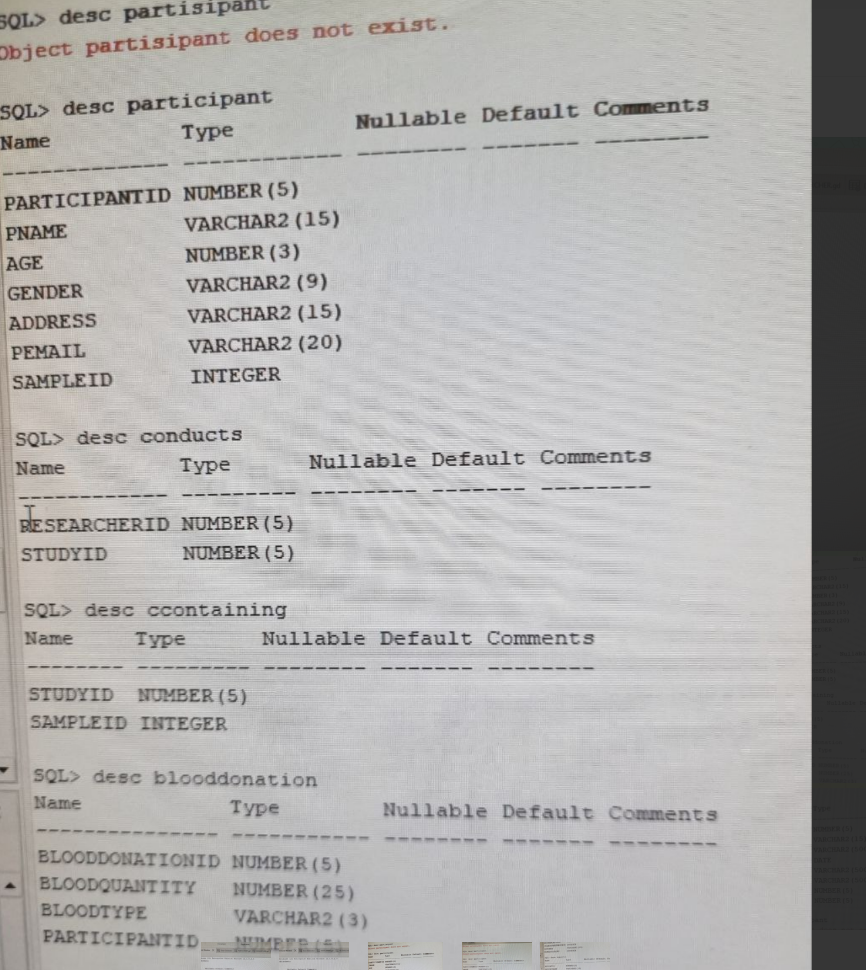 SQL> desc partisipant
Object partisipant does not exist.
SQL> desc participant
Name Type Nullable Default Comments
------------- ------------ -------- ------- --------
PARTICIPANTID NUMBER(5)
PNAME VARCHAR2(15)
AGE NUMBER(3)
GENDER VARCHAR2(9)
ADDRESS VARCHAR2(15)
PEMAIL VARCHAR2(20)
SAMPLEID INTEGER
SQL> desc conducts
Name Type Nullable Default Comments
------------ --------- -------- ------- --------
RESEARCHERID NUMBER(5)
STUDYID NUMBER(5)
SQL> desc ccontaining
Name Type Nullable Default Comments
-------- --------- -------- ------- --------
STUDYID NUMBER(5)
SAMPLEID INTEGER
SQL> desc blooddonation
Name Type Nullable Default Comments
--------------- ----------- -------- ------- --------
BLOODDONATIONID NUMBER(5)
BLOODQUANTITY NUMBER(25)
BLOODTYPE VARCHAR2(3)
PARTICIPANTID NUMBER(5)